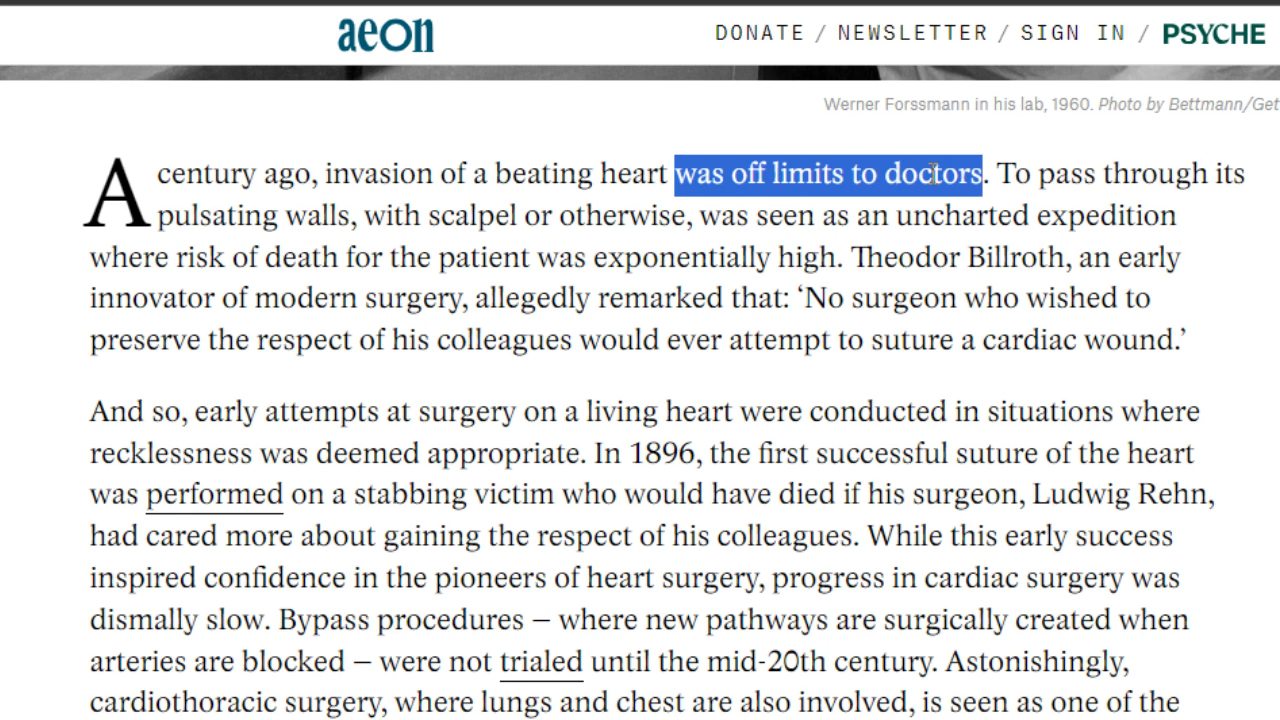 aeon
DONATE / NEWSLETTER / SIGN IN / PSYCHE
Werner Forssmann in his lab, 1960. Photo by Bettmann/Get
A century ago, invasion of a beating heart was off limits to doctors. To pass through its
pulsating walls, with scalpel or otherwise, was seen as an uncharted expedition
where risk of death for the patient was exponentially high. Theodor Billroth, an early
innovator of modern surgery, allegedly remarked that: ‘No surgeon who wished to
preserve the respect of his colleagues would ever attempt to suture a cardiac wound.’
And so, early attempts at surgery on a living heart were conducted in situations where
recklessness was deemed appropriate. In 1896, the first successful suture of the heart
was performed on a stabbing victim who would have died if his surgeon, Ludwig Rehn,
had cared more about gaining the respect of his colleagues. While this early success
inspired confidence in the pioneers of heart surgery, progress in cardiac surgery was
dismally slow. Bypass procedures – where new pathways are surgically created when
arteries are blocked – were not trialed until the mid-20th century. Astonishingly,
cardiothoracic surgery, where lungs and chest are also involved, is seen as one of the